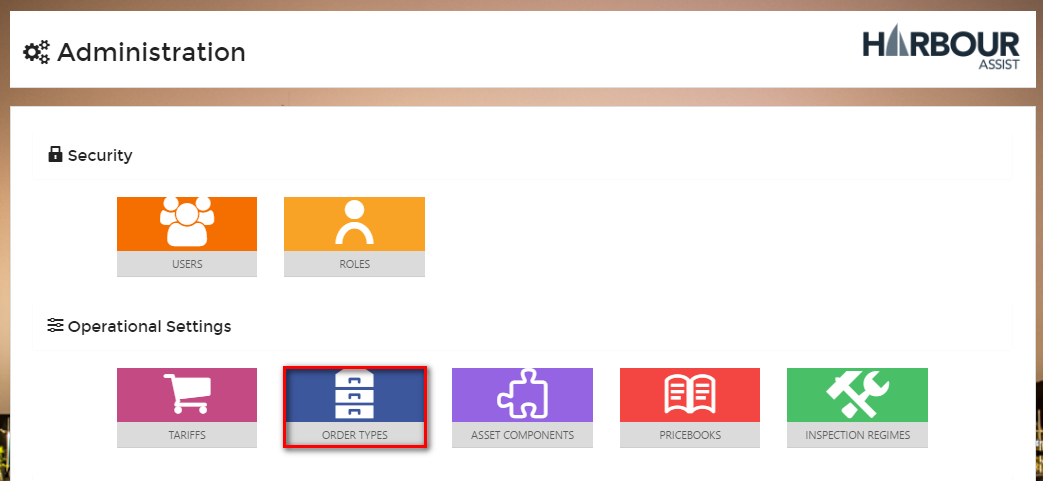 Administration
HARBOUR
ASSIST
Security
USERS
ROLES
Operational Settings
TARIFFS
ORDER TYPES
ASSET COMPONENTS
PRICEBOOKS
INSPECTION REGIMES